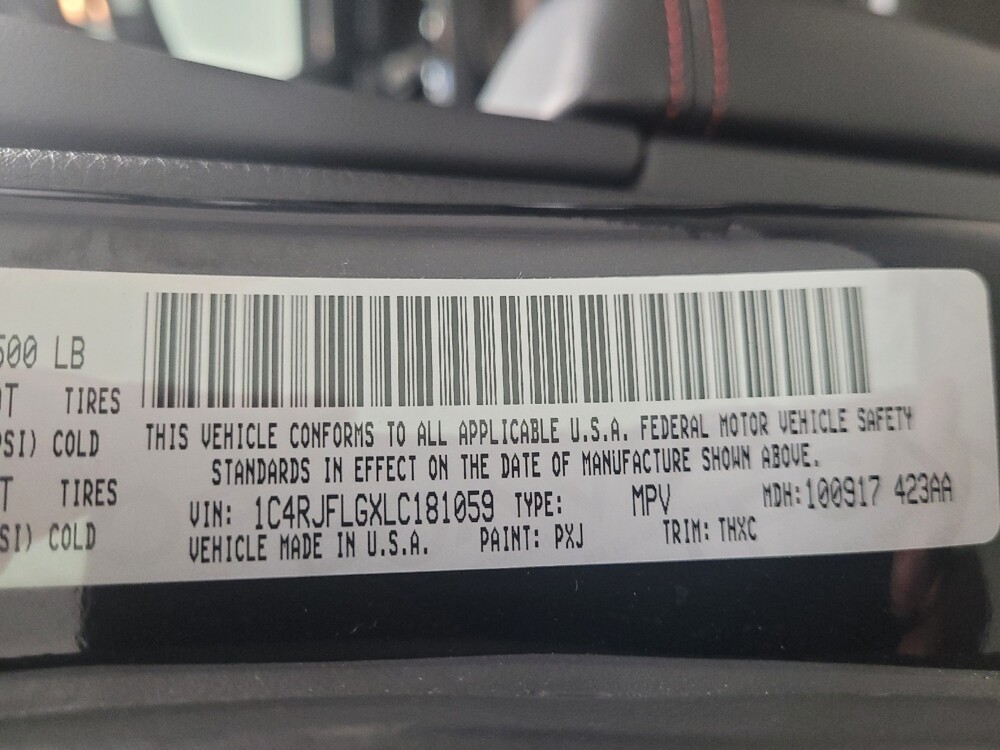 500 LB
TIRES
PSI) COLD
TIRES
SI) COLD
THIS VEHICLE CONFORMS TO ALL APPLICABLE U.S.A. FEDERAL MOTOR VEHICLE SAFETY
STANDARDS IN EFFECT ON THE DATE OF MANUFACTURE SHOWN ABOVE.
VIN: 1C4RJFLGXLC181059 TYPE: MPV MDH:100917 423AA
VEHICLE MADE IN U.S.A. PAINT: PXJ TRIM: THXC